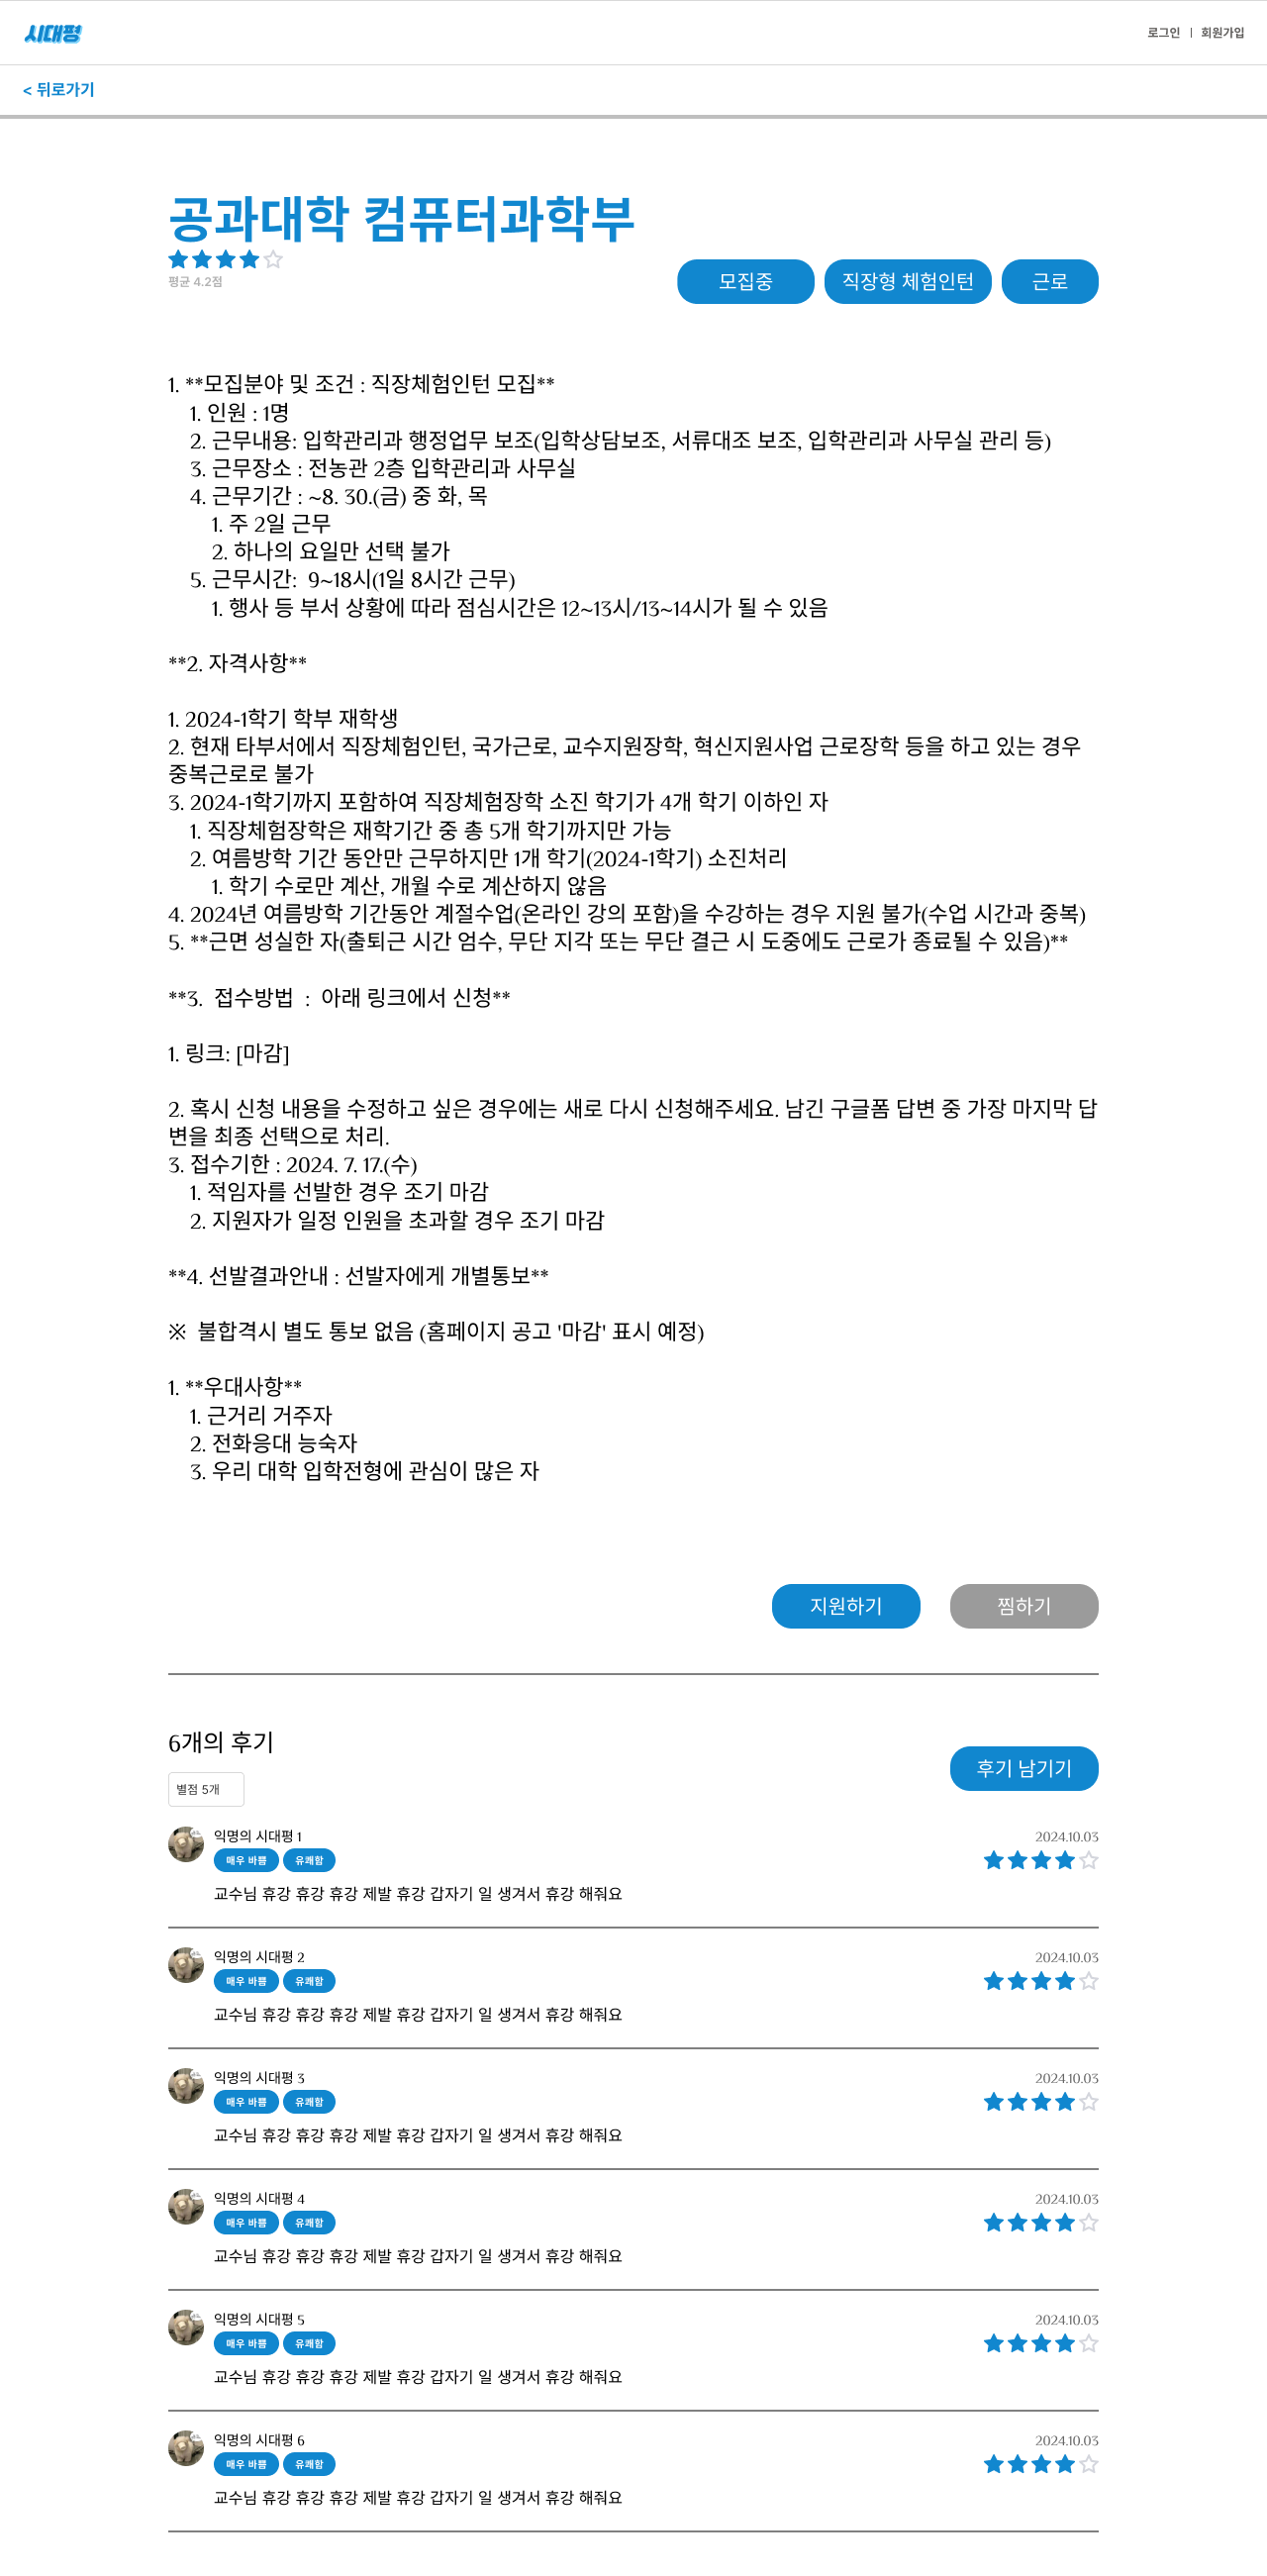 시대평
로그인 | 회원가입
< 뒤로가기
공과대학 컴퓨터과학부
평균 4.2점
모집중 직장형 체험인턴 근로
1. **모집분야 및 조건 : 직장체험인턴 모집**
1. 인원 : 1명
2. 근무내용: 입학관리과 행정업무 보조(입학상담보조, 서류대조 보조, 입학관리과 사무실 관리 등)
3. 근무장소 : 전농관 2층 입학관리과 사무실
4. 근무기간 : ~8. 30.(금) 중 화, 목
1. 주 2일 근무
2. 하나의 요일만 선택 불가
5. 근무시간:  9~18시(1일 8시간 근무)
1. 행사 등 부서 상황에 따라 점심시간은 12~13시/13~14시가 될 수 있음
**2. 자격사항**
1. 2024-1학기 학부 재학생
2. 현재 타부서에서 직장체험인턴, 국가근로, 교수지원장학, 혁신지원사업 근로장학 등을 하고 있는 경우
중복근로로 불가
3. 2024-1학기까지 포함하여 직장체험장학 소진 학기가 4개 학기 이하인 자
1. 직장체험장학은 재학기간 중 총 5개 학기까지만 가능
2. 여름방학 기간 동안만 근무하지만 1개 학기(2024-1학기) 소진처리
1. 학기 수로만 계산, 개월 수로 계산하지 않음
4. 2024년 여름방학 기간동안 계절수업(온라인 강의 포함)을 수강하는 경우 지원 불가(수업 시간과 중복)
5. **근면 성실한 자(출퇴근 시간 엄수, 무단 지각 또는 무단 결근 시 도중에도 근로가 종료될 수 있음)**
**3.  접수방법  :  아래 링크에서 신청**
1. 링크: [마감]
2. 혹시 신청 내용을 수정하고 싶은 경우에는 새로 다시 신청해주세요. 남긴 구글폼 답변 중 가장 마지막 답
변을 최종 선택으로 처리.
3. 접수기한 : 2024. 7. 17.(수)
1. 적임자를 선발한 경우 조기 마감
2. 지원자가 일정 인원을 초과할 경우 조기 마감
**4. 선발결과안내 : 선발자에게 개별통보**
※  불합격시 별도 통보 없음 (홈페이지 공고 '마감' 표시 예정)
1. **우대사항**
1. 근거리 거주자
2. 전화응대 능숙자
3. 우리 대학 입학전형에 관심이 많은 자
지원하기 찜하기
6개의 후기
후기 남기기
별점 5개
익명의 시대평 1 2024.10.03
매우 바쁨 유쾌함
교수님 휴강 휴강 휴강 제발 휴강 갑자기 일 생겨서 휴강 해줘요
익명의 시대평 2 2024.10.03
매우 바쁨 유쾌함
교수님 휴강 휴강 휴강 제발 휴강 갑자기 일 생겨서 휴강 해줘요
익명의 시대평 3 2024.10.03
매우 바쁨 유쾌함
교수님 휴강 휴강 휴강 제발 휴강 갑자기 일 생겨서 휴강 해줘요
익명의 시대평 4 2024.10.03
매우 바쁨 유쾌함
교수님 휴강 휴강 휴강 제발 휴강 갑자기 일 생겨서 휴강 해줘요
익명의 시대평 5 2024.10.03
매우 바쁨 유쾌함
교수님 휴강 휴강 휴강 제발 휴강 갑자기 일 생겨서 휴강 해줘요
익명의 시대평 6 2024.10.03
매우 바쁨 유쾌함
교수님 휴강 휴강 휴강 제발 휴강 갑자기 일 생겨서 휴강 해줘요